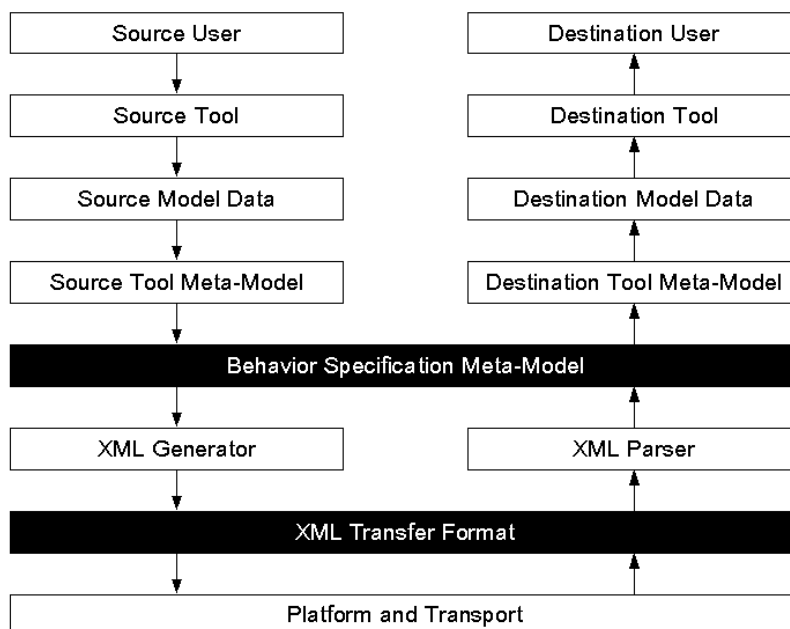 Source User
Destination User
Source Tool
Destination Tool
Source Model Data
Destination Model Data
Source Tool Meta-Model
Destination Tool Meta-Model
Behavior Specification Meta-Model
XML Generator
XML Parser
XML Transfer Format
Platform and Transport